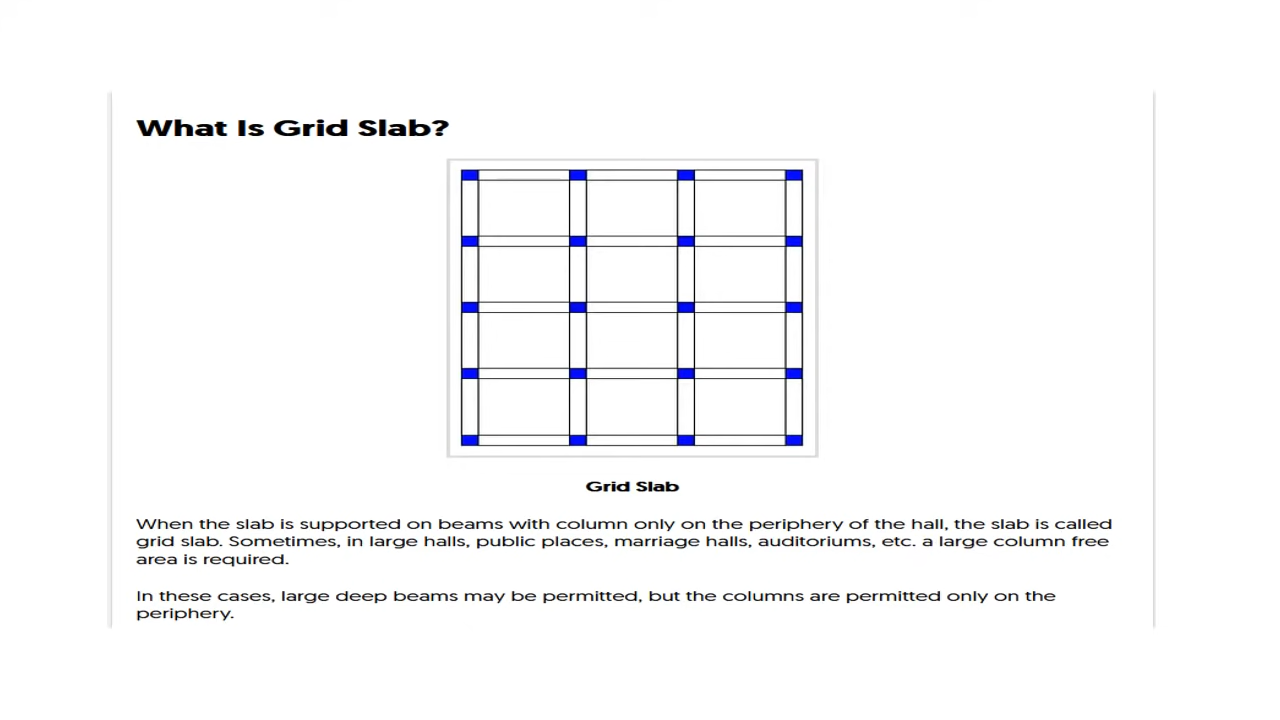 What Is Grid Slab?
Grid Slab
When the slab is supported on beams with column only on the periphery of the hall, the slab is called
grid slab. Sometimes, in large halls, public places, marriage halls, auditoriums, etc. a large column free
area is required.
In these cases, large deep beams may be permitted, but the columns are permitted only on the
periphery.